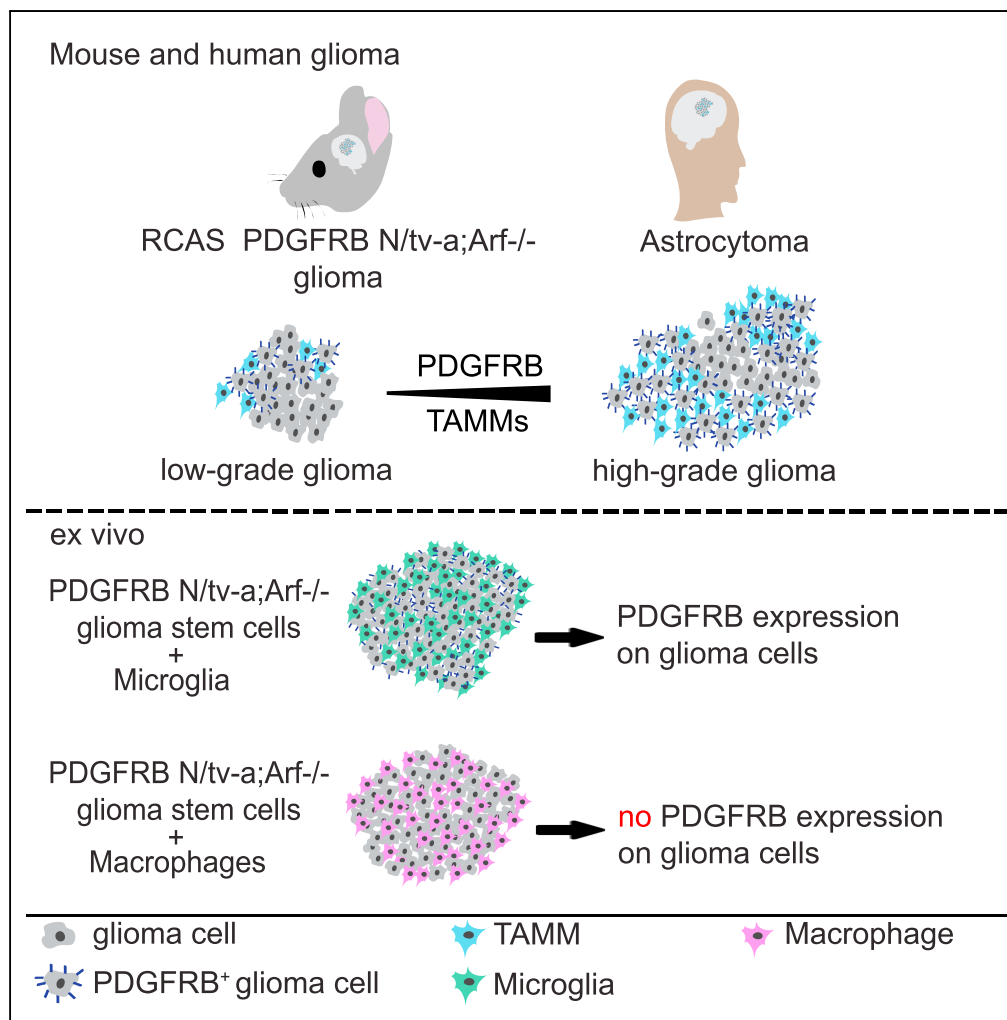 Mouse and human glioma
RCAS PDGFRB N/tv-a;Arf-/-
glioma
Astrocytoma
PDGFRB
TAMMs
low-grade glioma
high-grade glioma
ex vivo
PDGFRB N/tv-a;Arf-/-
glioma stem cells
+
Microglia
PDGFRB expression
on glioma cells
PDGFRB N/tv-a;Arf-/-
glioma stem cells
+
Macrophages
no PDGFRB expression
on glioma cells
glioma cell
TAMM
Macrophage
PDGFRB⁺ glioma cell
Microglia